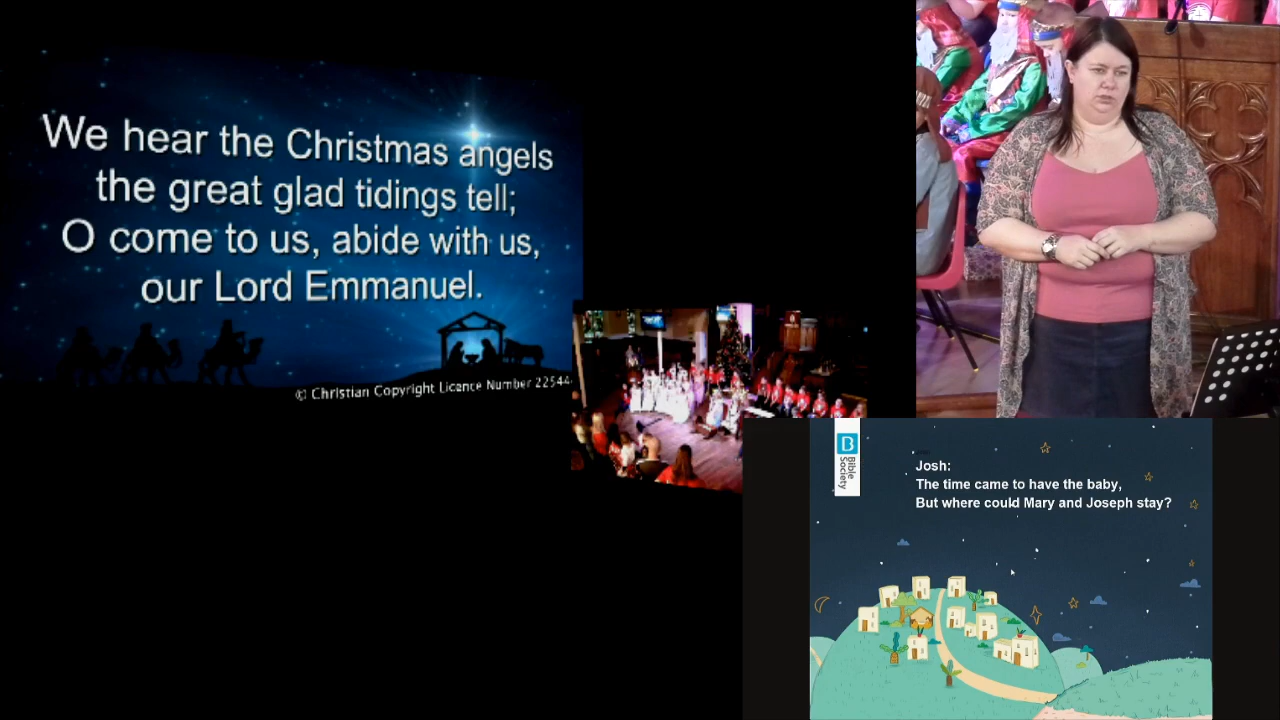 We hear the Christmas angels
the great glad tidings tell;
O come to us, abide with us,
our Lord Emmanuel.
© Christian Copyright Licence Number 22544
B
Bible
Society
Josh:
The time came to have the baby,
But where could Mary and Joseph stay?